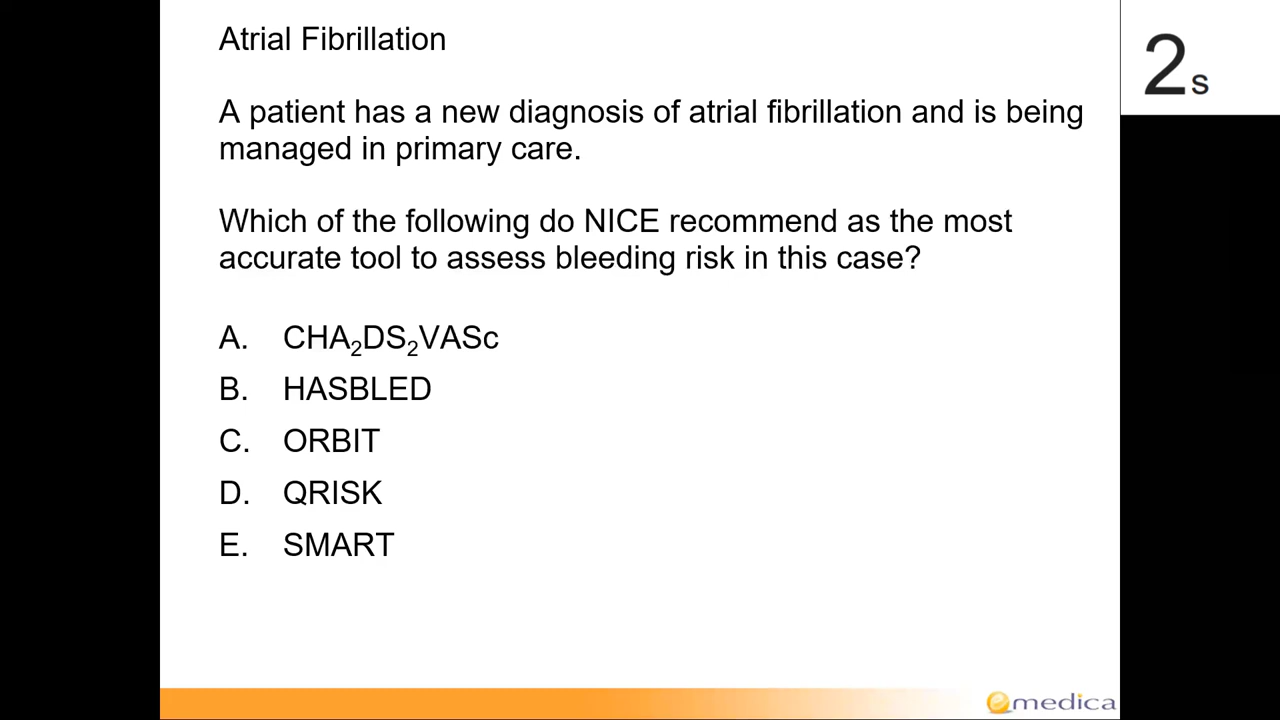 Atrial Fibrillation
2s
A patient has a new diagnosis of atrial fibrillation and is being
managed in primary care.
Which of the following do NICE recommend as the most
accurate tool to assess bleeding risk in this case?
A. CHA₂DS₂VASc
B. HASBLED
C. ORBIT
D. QRISK
E. SMART
emedica